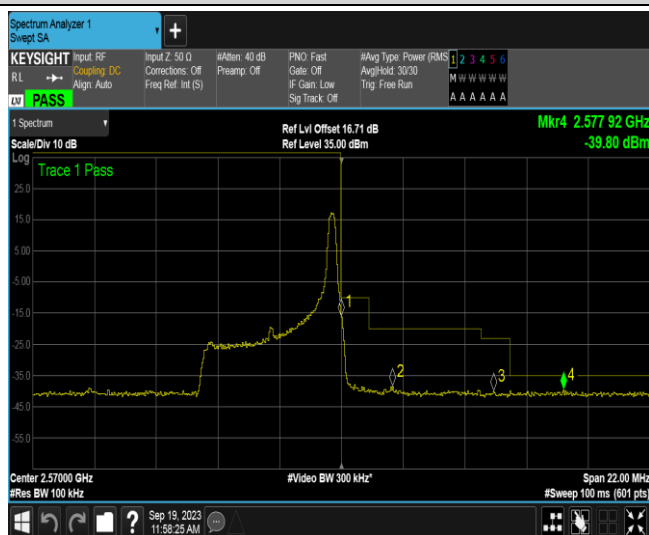 Spectrum Analyzer 1
Swept SA
+
KEYSIGHT
RL
LXI PASS
Input: RF
Coupling: DC
Align: Auto
Input Z: 50 Ω
Corrections: Off
Freq Ref: Int (S)
#Atten: 40 dB
Preamp: Off
PNO: Fast
Gate: Off
IF Gain: Low
Sig Track: Off
#Avg Type: Power (RMS
Avg|Hold: 30/30
Trig: Free Run
1 2 3 4 5 6
M W W W W W
A A A A A A
1 Spectrum
Scale/Div 10 dB
Log
Ref Lvl Offset 16.71 dB
Ref Level 35.00 dBm
Mkr4 2.577 92 GHz
-39.80 dBm
Trace 1 Pass
25.0
15.0
5.00
-5.00
-15.0
-25.0
-35.0
-45.0
-55.0
1
2
3
4
Center 2.57000 GHz
#Res BW 100 kHz
#Video BW 300 kHz*
Span 22.00 MHz
#Sweep 100 ms (601 pts)
?
Sep 19, 2023
11:58:25 AM